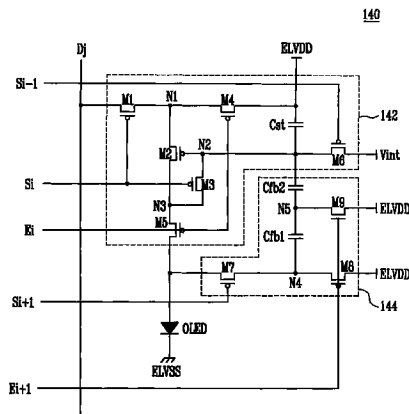 140
Dj
ELVDD
Si-1
M1
N1
M4
Cst
142
M2
N2
M6
Vint
Si
M3
Cfb2
N3
M9
Ei
M5
N5
ELVDD
Cfb1
M7
M8
ELVDD
Si+1
N4
144
OLED
ELVSS
Ei+1